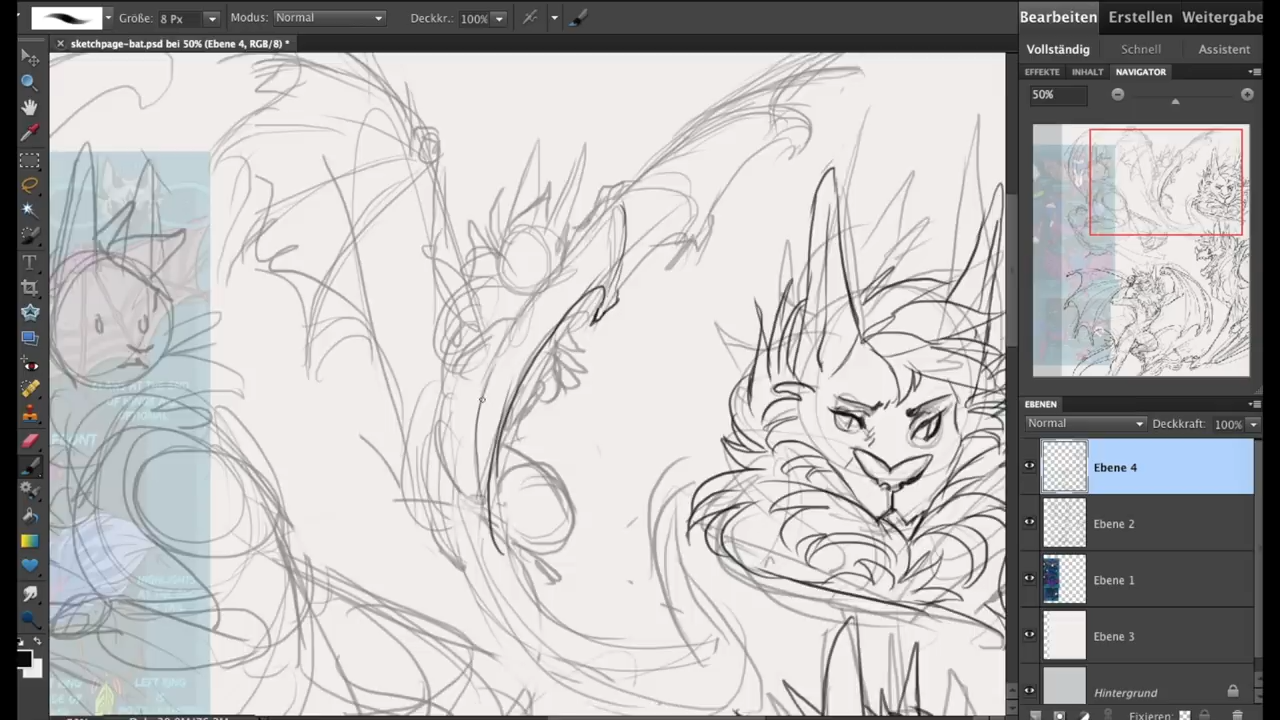 Größe: 8 Px Modus: Normal Deckkr.: 100%
Bearbeiten Erstellen Weitergabe
sketchpage-bat.psd bei 50% (Ebene 4, RGB/8) *
Vollständig Schnell Assistent
EFFEKTE INHALT NAVIGATOR
50%
EBENEN
Normal Deckkraft: 100%
Ebene 4
Ebene 2
Ebene 1
Ebene 3
Hintergrund
Fixieren:
LEFT RING